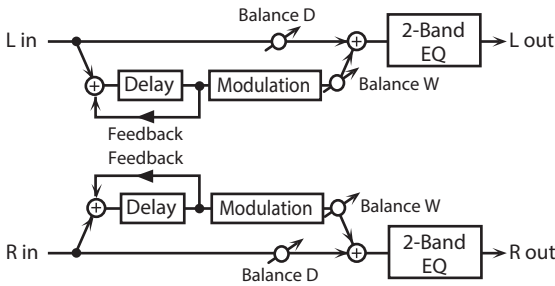 Balance D
L in
2-Band
EQ
L out
+
+
Delay
Modulation
Balance W
Feedback
Feedback
+
Delay
Modulation
Balance W
R in
+
2-Band
EQ
R out
Balance D